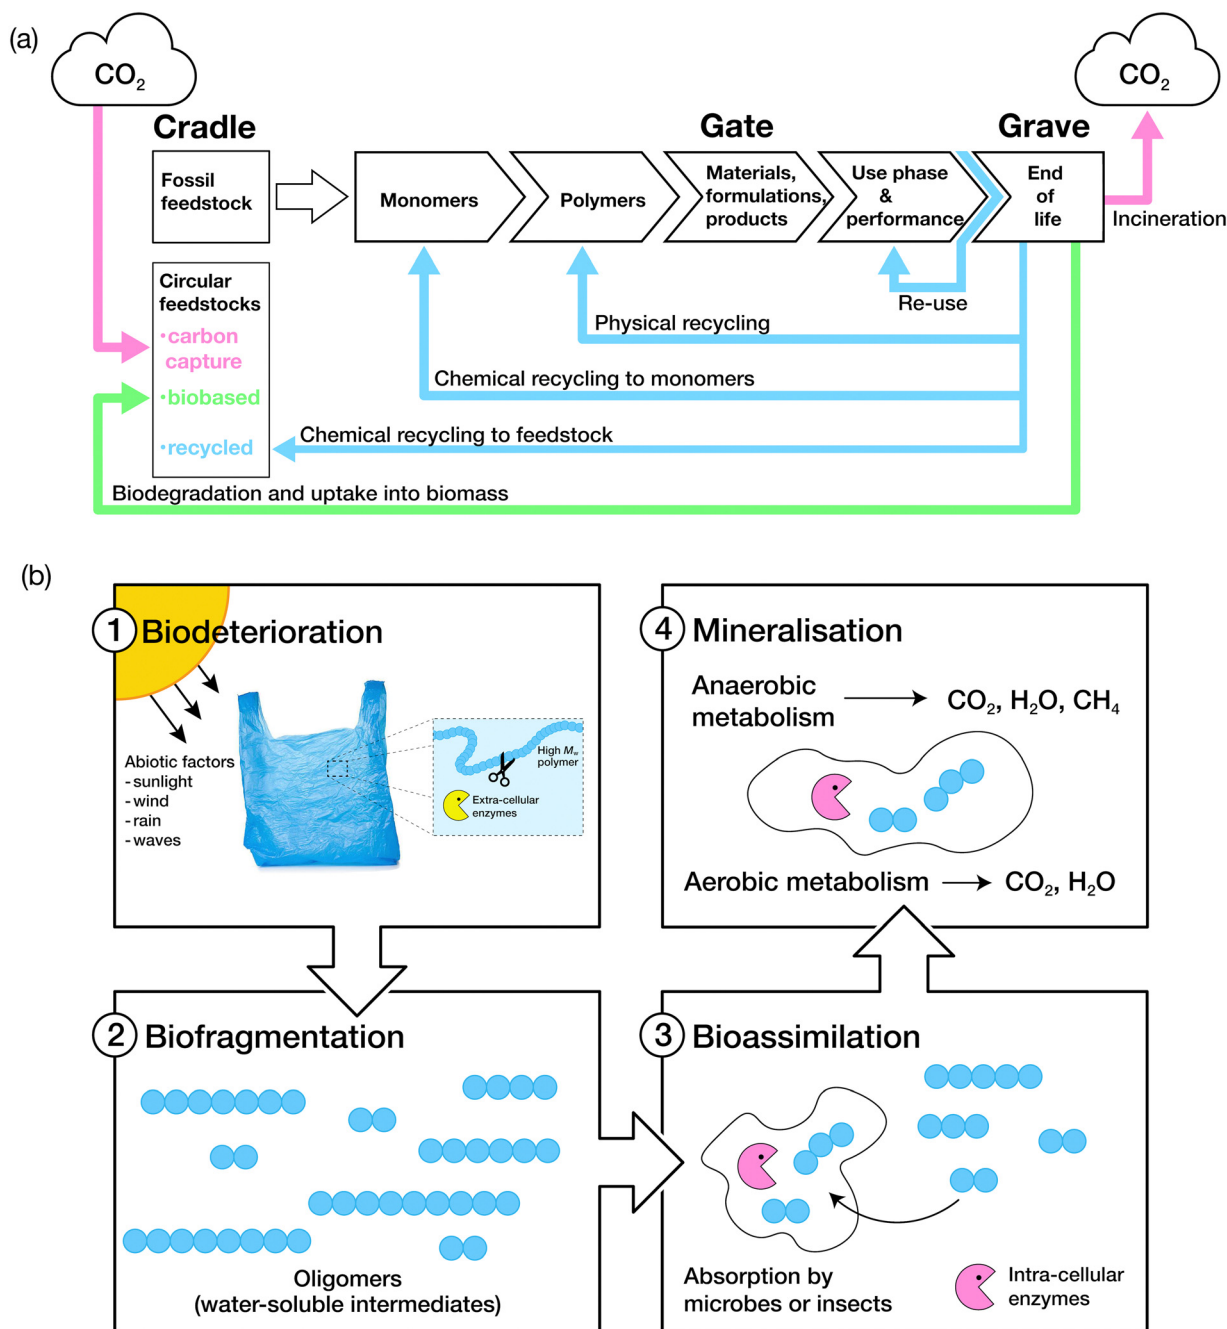 (a)
CO2
CO2
Cradle
Gate
Grave
Fossil
feedstock
Monomers
Polymers
Materials,
formulations,
products
Use phase
&
performance
End
of
life
Incineration
Circular
feedstocks
·carbon
capture
·biobased
·recycled
Re-use
Physical recycling
Chemical recycling to monomers
Chemical recycling to feedstock
Biodegradation and uptake into biomass
(b)
1 Biodeterioration
Abiotic factors
- sunlight
- wind
- rain
- waves
High Mw
polymer
Extra-cellular
enzymes
4 Mineralisation
Anaerobic
metabolism
CO2, H2O, CH4
Aerobic metabolism
CO2, H2O
2 Biofragmentation
Oligomers
(water-soluble intermediates)
3 Bioassimilation
Absorption by
microbes or insects
Intra-cellular
enzymes